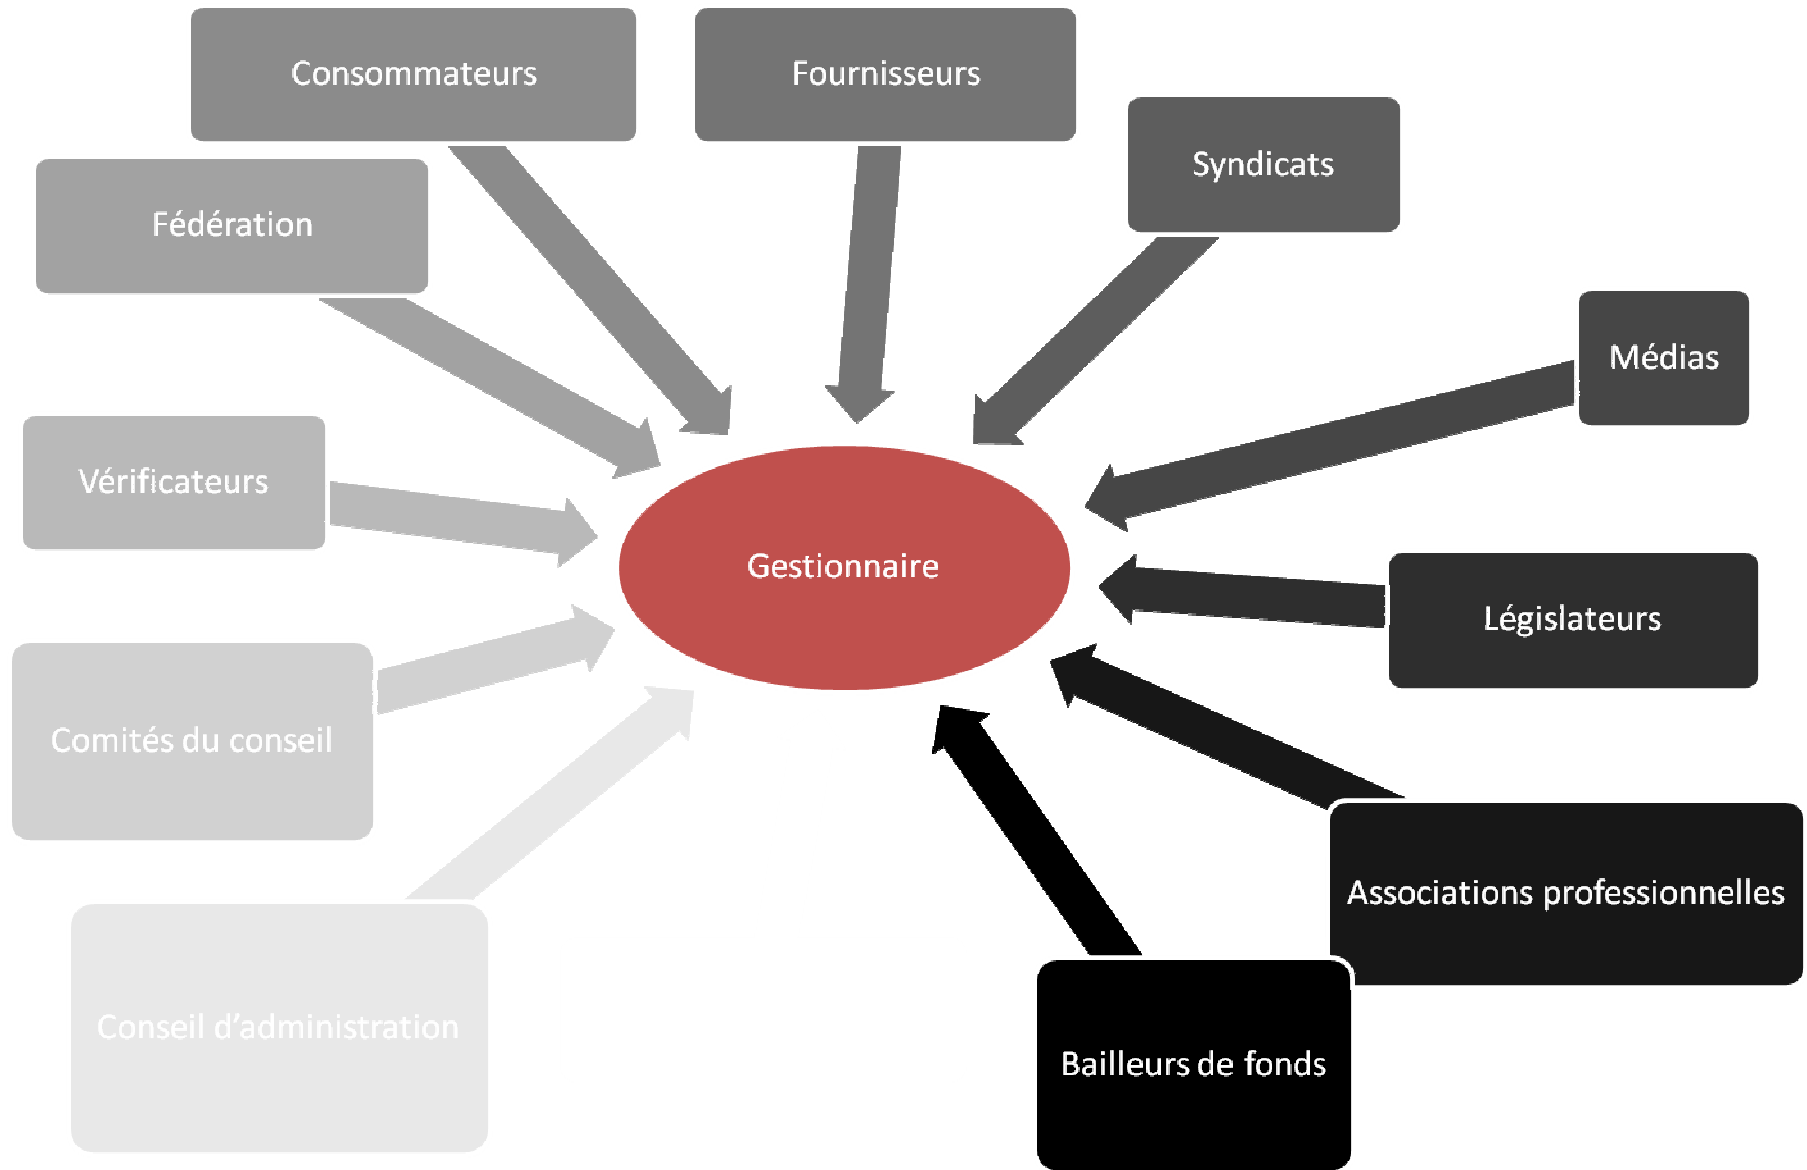 Consommateurs
Fournisseurs
Syndicats
Fédération
Médias
Vérificateurs
Gestionnaire
Législateurs
Comités du conseil
Associations professionnelles
Conseil d'administration
Bailleurs de fonds